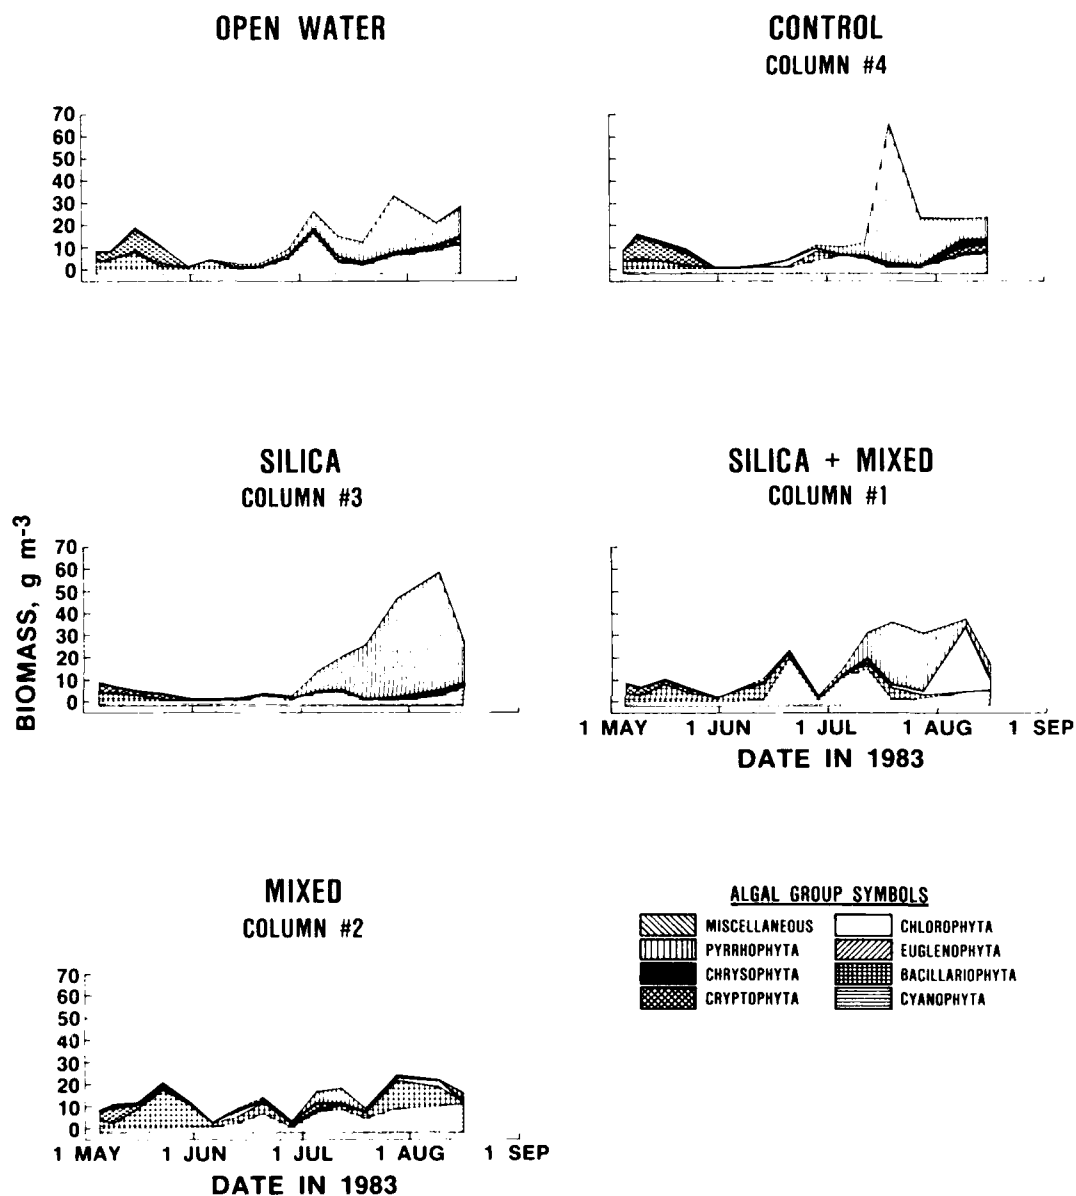 OPEN WATER
CONTROL
COLUMN #4
70
60
50
40
30
20
10
0
SILICA
COLUMN #3
SILICA + MIXED
COLUMN #1
BIOMASS, g m-3
70
60
50
40
30
20
10
0
1 MAY 1 JUN 1 JUL 1 AUG 1 SEP
DATE IN 1983
MIXED
COLUMN #2
70
60
50
40
30
20
10
0
1 MAY 1 JUN 1 JUL 1 AUG 1 SEP
DATE IN 1983
ALGAL GROUP SYMBOLS
MISCELLANEOUS
PYRRHOPHYTA
CHRYSOPHYTA
CRYPTOPHYTA
CHLOROPHYTA
EUGLENOPHYTA
BACILLARIOPHYTA
CYANOPHYTA